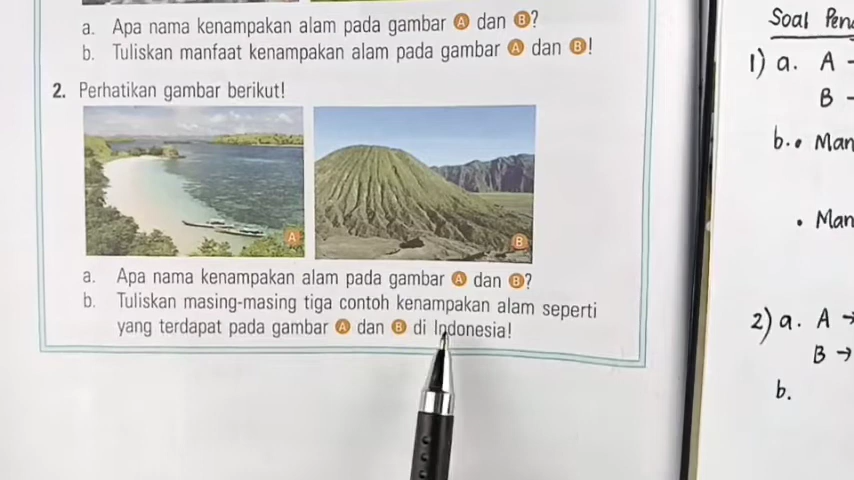 a. Apa nama kenampakan alam pada gambar A dan B?
b. Tuliskan manfaat kenampakan alam pada gambar A dan B!
2. Perhatikan gambar berikut!
A
B
a. Apa nama kenampakan alam pada gambar A dan B?
b. Tuliskan masing-masing tiga contoh kenampakan alam seperti
yang terdapat pada gambar A dan B di Indonesia!
Soal
1) a. A -
B -
b. • Man
• Man
2) a. A →
B →
b.